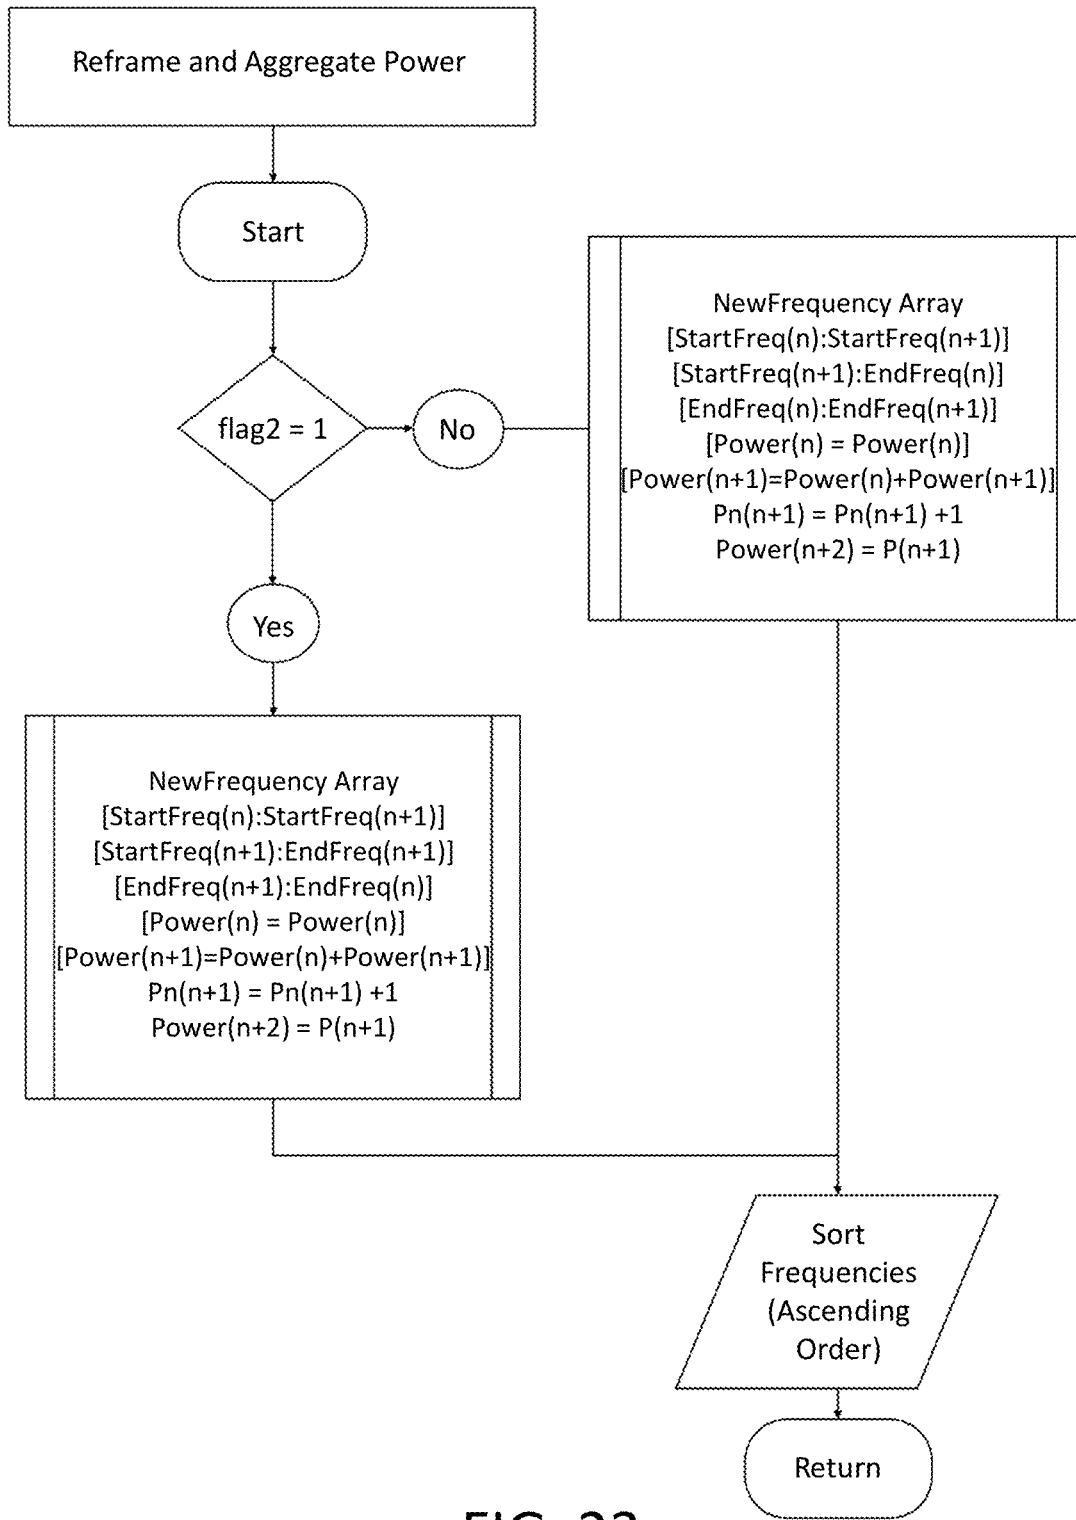 Reframe and Aggregate Power
Start
flag2 = 1
No
NewFrequency Array
[StartFreq(n):StartFreq(n+1)]
[StartFreq(n+1):EndFreq(n)]
[EndFreq(n):EndFreq(n+1)]
[Power(n) = Power(n)]
[Power(n+1)=Power(n)+Power(n+1)]
Pn(n+1) = Pn(n+1) +1
Power(n+2) = P(n+1)
Yes
NewFrequency Array
[StartFreq(n):StartFreq(n+1)]
[StartFreq(n+1):EndFreq(n+1)]
[EndFreq(n+1):EndFreq(n)]
[Power(n) = Power(n)]
[Power(n+1)=Power(n)+Power(n+1)]
Pn(n+1) = Pn(n+1) +1
Power(n+2) = P(n+1)
Sort
Frequencies
(Ascending
Order)
Return